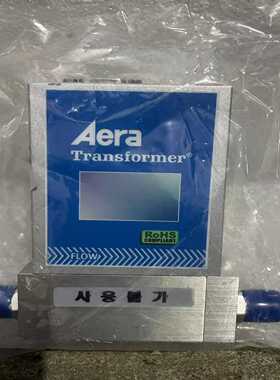 Aera
Transformer®
RoHS
COMPLIANT
FLOW
사용불가